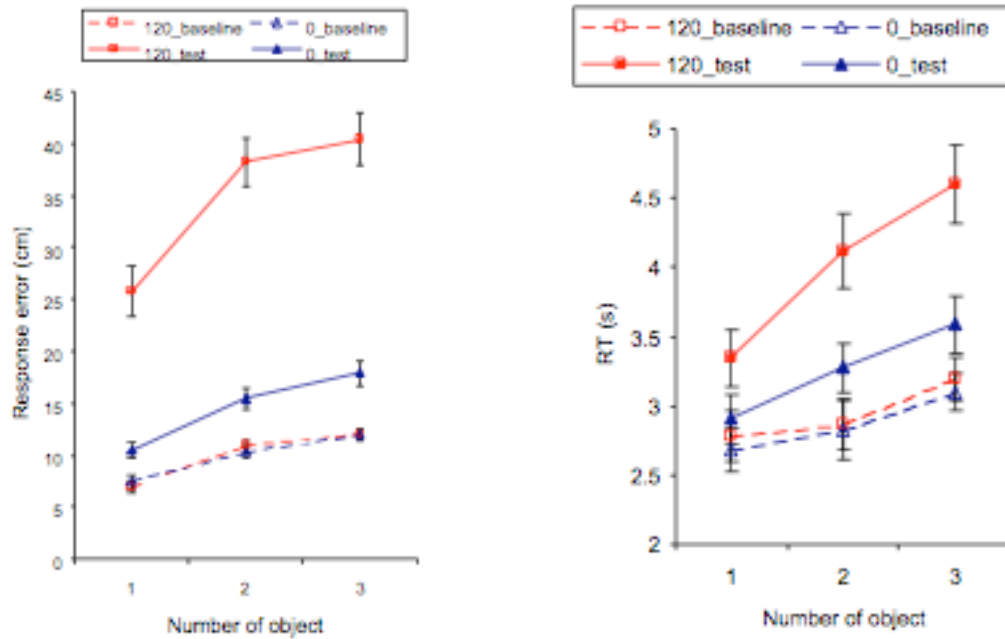 120_baseline 0_baseline
120_test 0_test
45
40
35
30
25
20
15
10
5
0
Response error (cm)
1 2 3
Number of object
120_baseline 0_baseline
120_test 0_test
5
4.5
4
3.5
3
2.5
2
RT (s)
1 2 3
Number of object